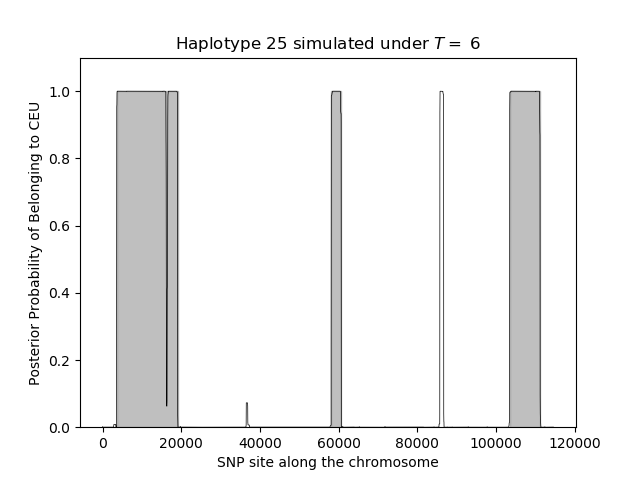 Haplotype 25 simulated under T = 6
Posterior Probability of Belonging to CEU
1.0
0.8
0.6
0.4
0.2
0.0
0 20000 40000 60000 80000 100000 120000
SNP site along the chromosome